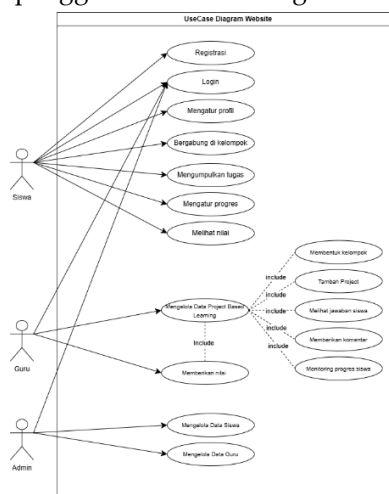 UseCase Diagram Website
Registrasi
Login
Mengatur profil
Bergabung di kelompok
Mengumpulkan tugas
Mengatur progres
Melihat nilai
Siswa
Membentuk kelompok
include
Tambah Project
include
Mengelola Data Project Based
Learning
Melihat jawaban siswa
include
Memberikan komentar
include
Include
Monitoring progres siswa
Memberikan nilai
Guru
Mengelola Data Siswa
Mengelola Data Guru
Admin